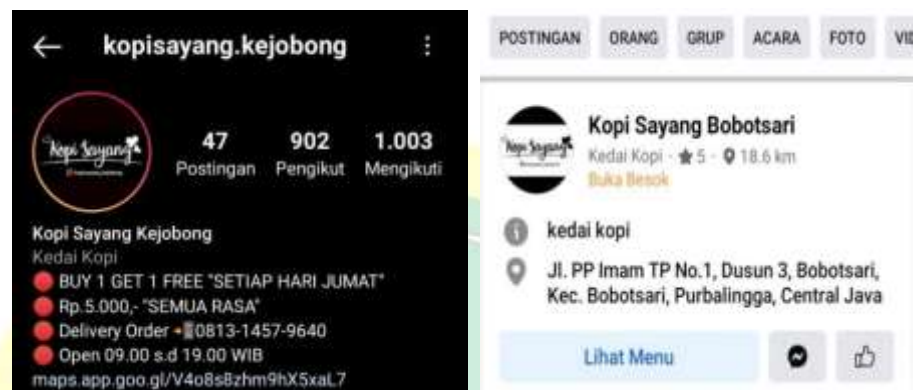 kopisayang.kejobong
Kopi Sayang
47 902 1.003
Postingan Pengikut Mengikuti
Kopi Sayang Kejobong
Kedai Kopi
BUY 1 GET 1 FREE "SETIAP HARI JUMAT"
Rp.5.000,- "SEMUA RASA"
Delivery Order 0813-1457-9640
Open 09.00 s.d 19.00 WIB
maps.app.goo.gl/V4o8s8zhm9hX5xaL7
POSTINGAN ORANG GRUP ACARA FOTO
Kopi Sayang
Kopi Sayang Bobotsari
Kedai Kopi · 5 · 18.6 km
Buka Besok
kedai kopi
Jl. PP Imam TP No.1, Dusun 3, Bobotsari,
Kec. Bobotsari, Purbalingga, Central Java
Lihat Menu